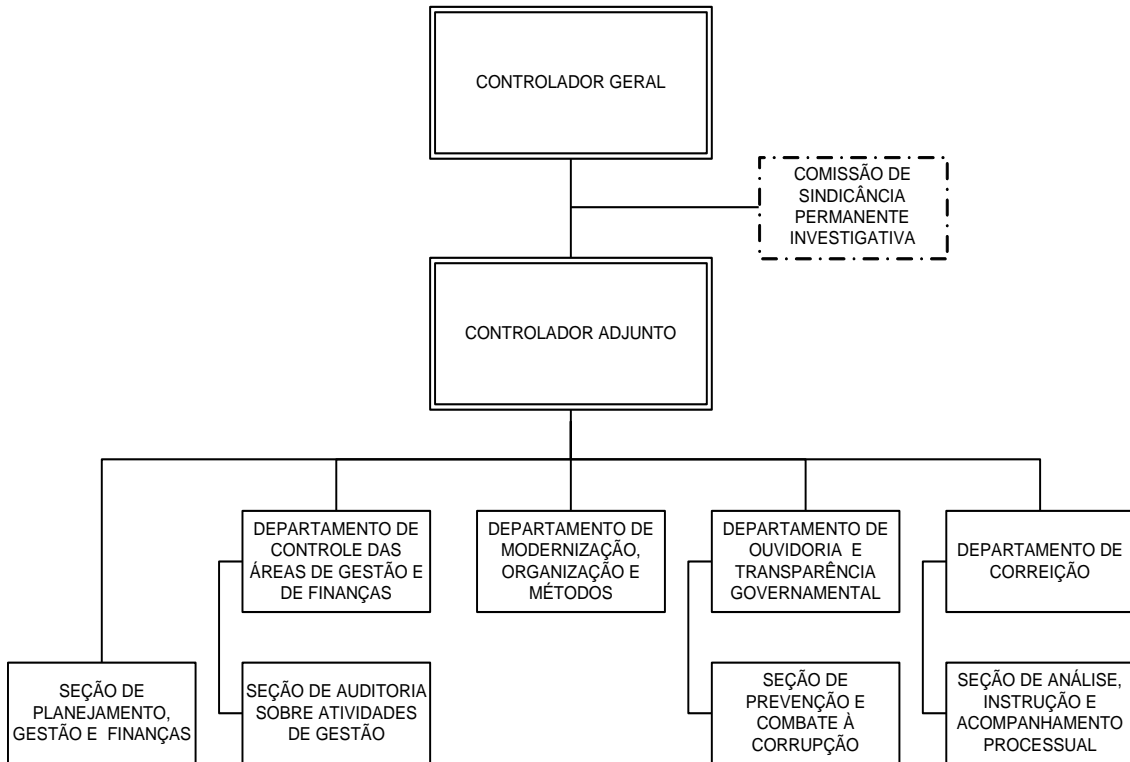 CONTROLADOR GERAL
COMISSÃO DE
SINDICÂNCIA
PERMANENTE
INVESTIGATIVA
CONTROLADOR ADJUNTO
DEPARTAMENTO DE
CONTROLE DAS
ÁREAS DE GESTÃO E
DE FINANÇAS
DEPARTAMENTO DE
MODERNIZAÇÃO,
ORGANIZAÇÃO E
MÉTODOS
DEPARTAMENTO DE
OUVIDORIA E
TRANSPARÊNCIA
GOVERNAMENTAL
DEPARTAMENTO DE
CORREIÇÃO
SEÇÃO DE
PLANEJAMENTO,
GESTÃO E FINANÇAS
SEÇÃO DE AUDITORIA
SOBRE ATIVIDADES
DE GESTÃO
SEÇÃO DE
PREVENÇÃO E
COMBATE À
CORRUPÇÃO
SEÇÃO DE ANÁLISE,
INSTRUÇÃO E
ACOMPANHAMENTO
PROCESSUAL